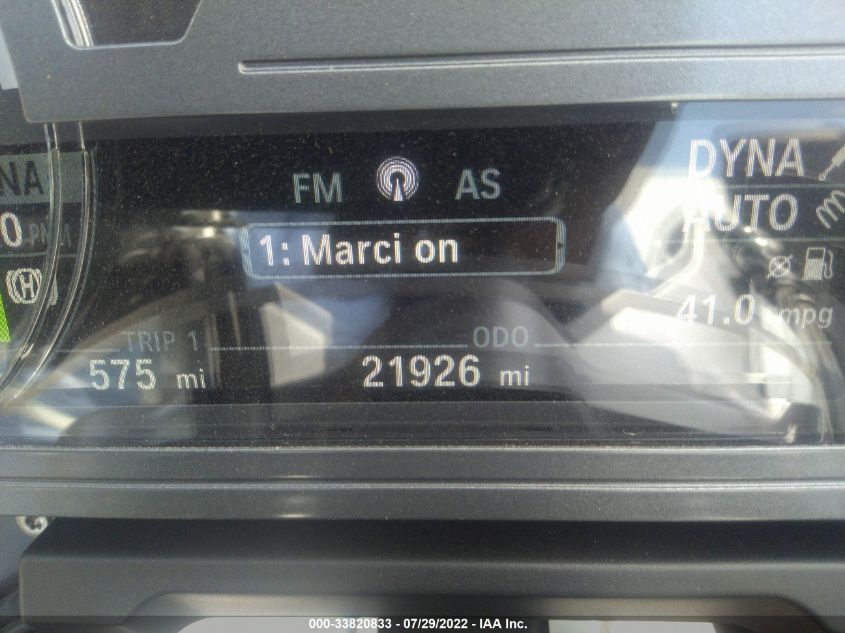 FM AS
DYNA
AUTO
1: Marci on
41.0 mpg
TRIP 1 ODO
575 mi 21926 mi
000-33820833 - 07/29/2022 - IAA Inc.